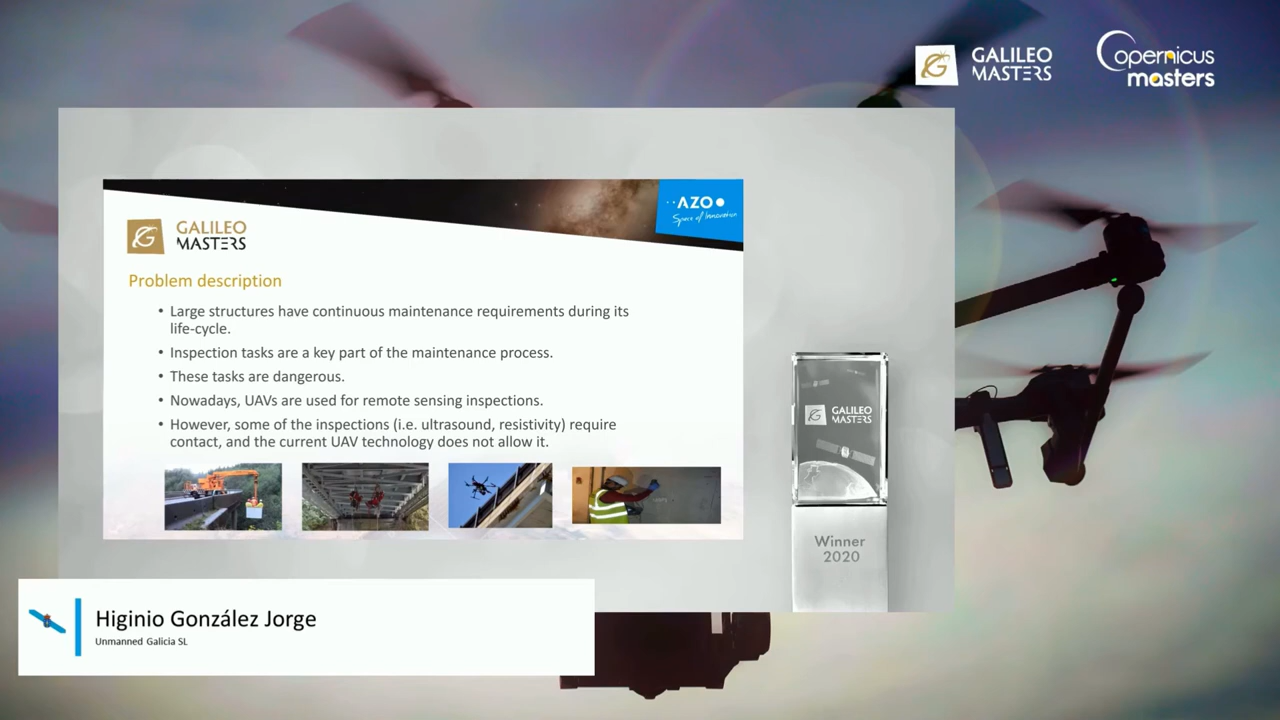 GALILEO
MASTERS
Copernicus
masters
AZO
Space of Innovation
GALILEO
MASTERS
Problem description
• Large structures have continuous maintenance requirements during its
life-cycle.
• Inspection tasks are a key part of the maintenance process.
• These tasks are dangerous.
• Nowadays, UAVs are used for remote sensing inspections.
• However, some of the inspections (i.e. ultrasound, resistivity) require
contact, and the current UAV technology does not allow it.
GALILEO
MASTERS
Winner
2020
Higinio González Jorge
Unmanned Galicia SL